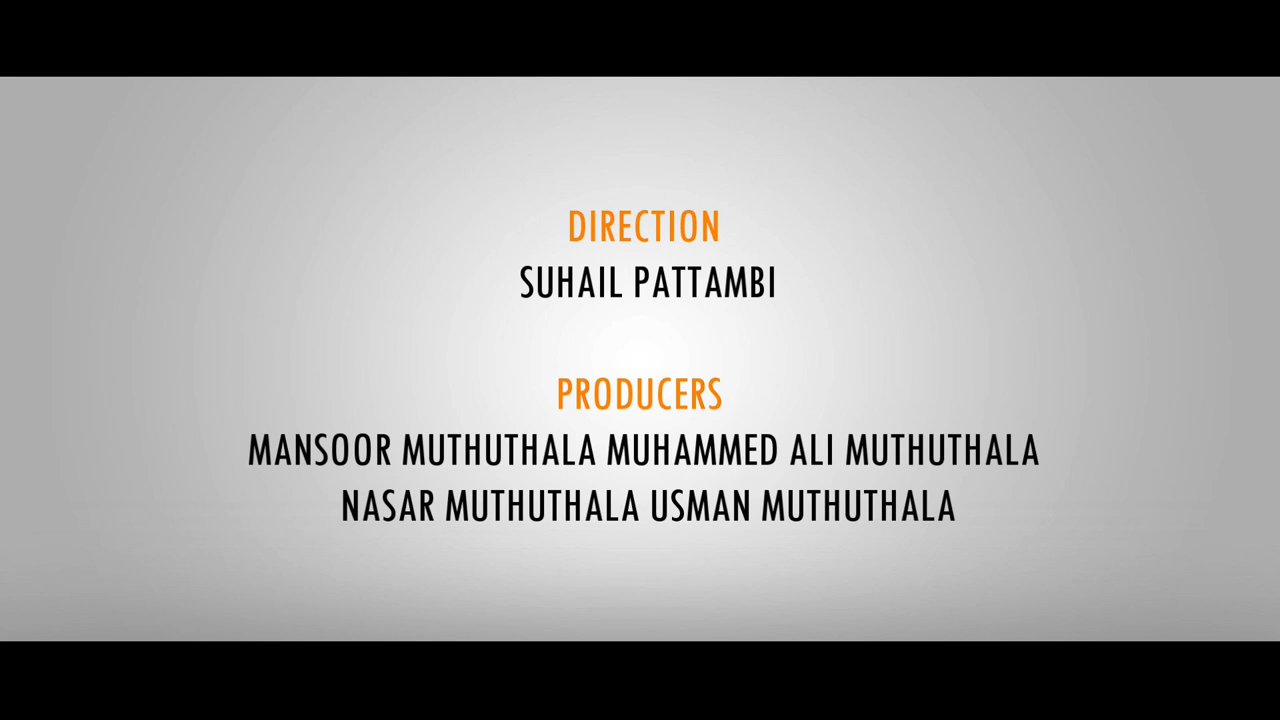 DIRECTION
SUHAIL PATTAMBI
PRODUCERS
MANSOOR MUTHUTHALA MUHAMMED ALI MUTHUTHALA
NASAR MUTHUTHALA USMAN MUTHUTHALA